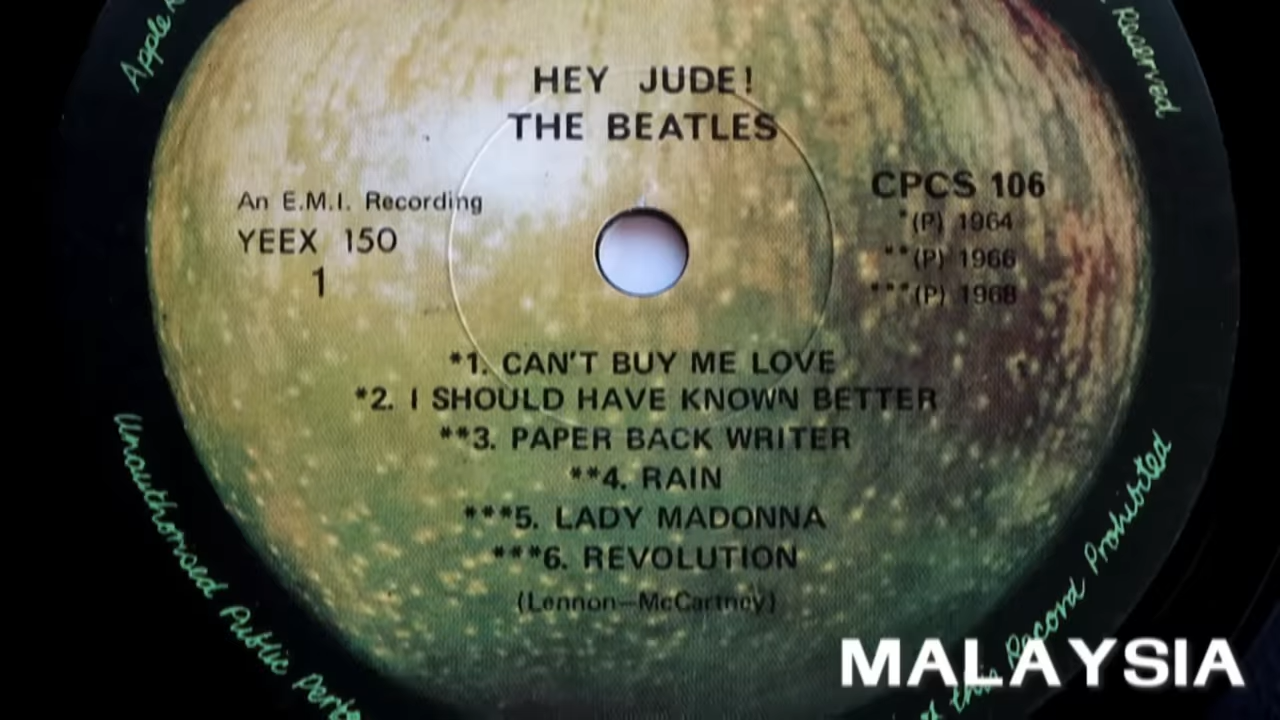 Apple
Reserved
HEY JUDE!
THE BEATLES
An E.M.I. Recording
YEEX 150
1
CPCS 106
*(P) 1964
**(P) 1966
***(P) 1968
*1. CAN'T BUY ME LOVE
*2. I SHOULD HAVE KNOWN BETTER
**3. PAPER BACK WRITER
**4. RAIN
***5. LADY MADONNA
***6. REVOLUTION
(Lennon—McCartney)
Unauthorised Public
this Record Prohibited
MALAYSIA